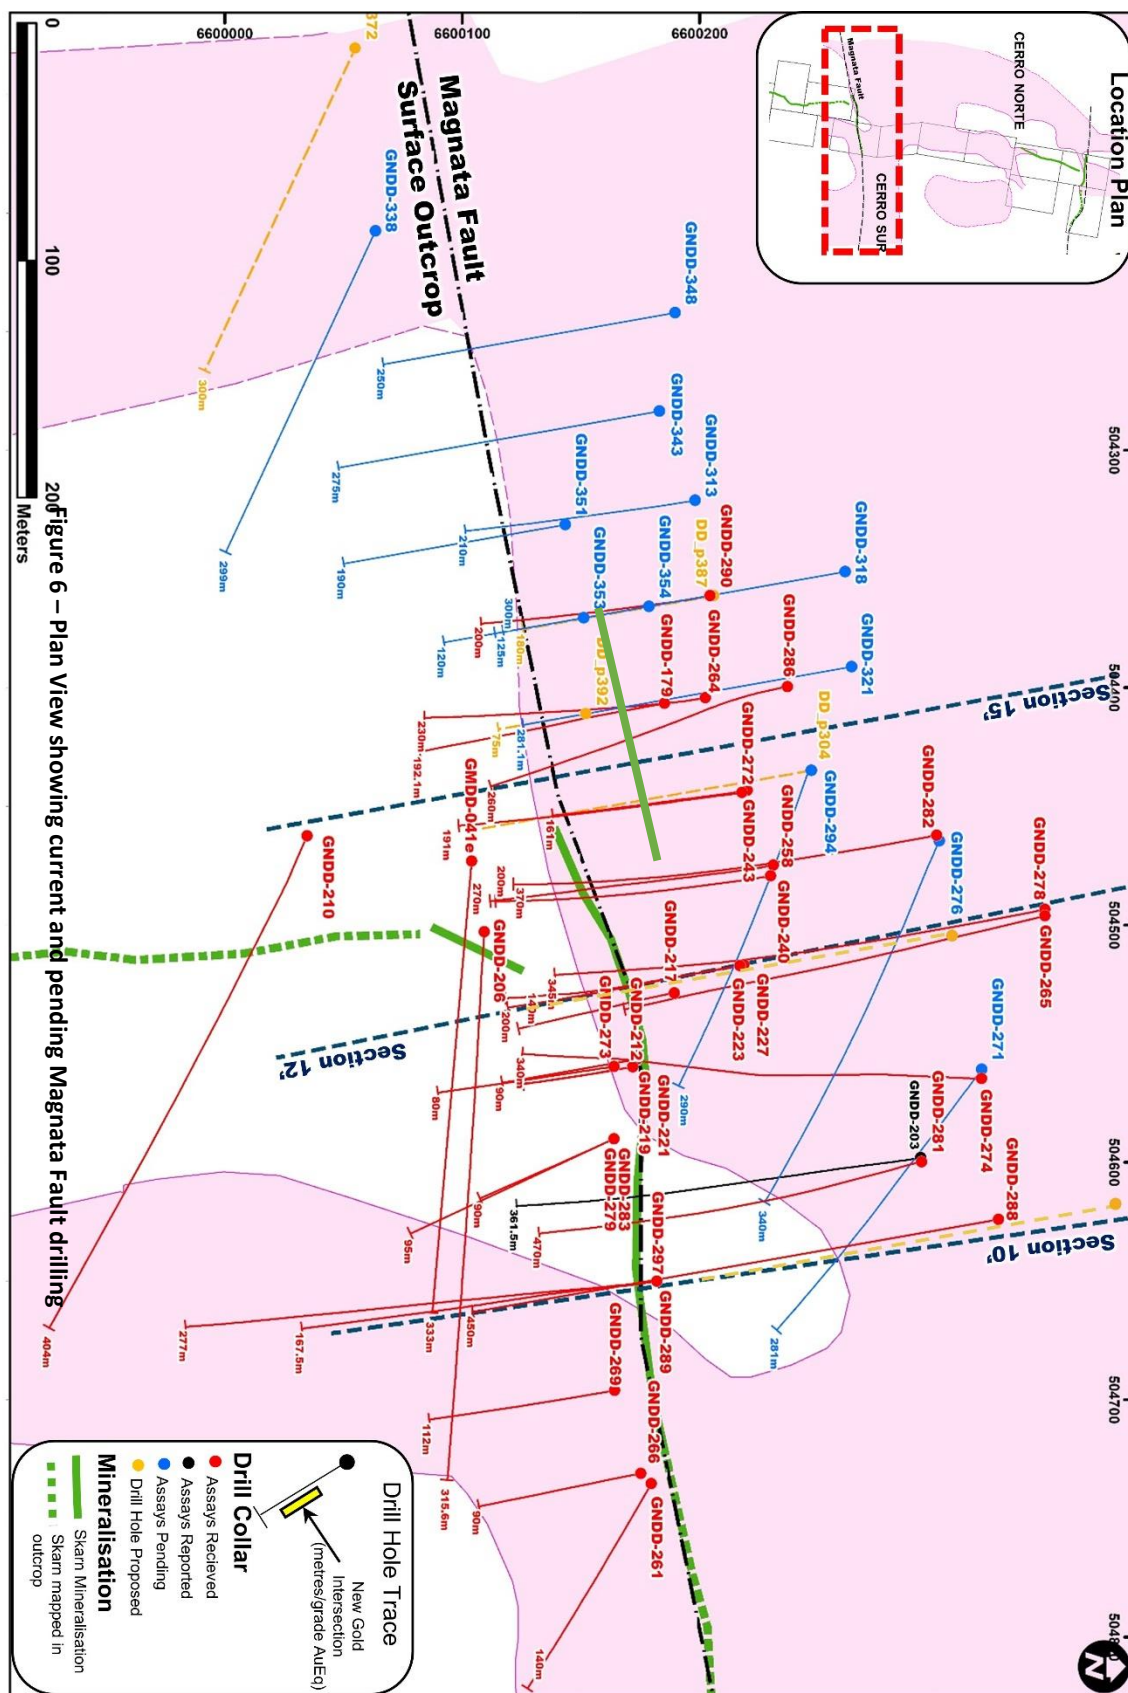 Location Plan
CERRO NORTE
Magnata Fault
CERRO SUR
6600000
6600100
6600200
504300
504500
504600
504700
Magnata Fault
Surface Outcrop
GNDD-338
GNDD-348
GNDD-343
GNDD-313
GNDD-351
GNDD-353
GNDD-354
DD_p387
GNDD-290
GNDD-318
DD_p392
GNDD-179
GNDD-264
GNDD-286
GNDD-321
Section 15'
DD_p304
GNDD-294
GNDD-272
GNDD-243
GNDD-258
GNDD-240
GNDD-282
GNDD-276
GNDD-278
GNDD-265
GMDD-041e
GNDD-210
GNDD-206
GNDD-217
GNDD-223
GNDD-227
GNDD-273
GNDD-212
GNDD-219
GNDD-221
Section 12'
GNDD-271
GNDD-274
GNDD-281
GNDD-203
GNDD-288
GNDD-279
GNDD-283
GNDD-297
GNDD-289
GNDD-269
GNDD-266
GNDD-261
Section 10'
300m
299m
250m
275m
210m
190m
300m
200m
125m
120m
180m
230m
192.1m
75m
281.1m
260m
191m
161m
200m
370m
270m
345m
140m
200m
340m
90m
80m
290m
340m
281m
361.5m
470m
90m
95m
450m
333m
167.5m
277m
404m
112m
315.6m
90m
140m
N
Drill Hole Trace
New Gold
Intersection
(metres/grade AuEq)
Drill Collar
Assays Recieved
Assays Reported
Assays Pending
Drill Hole Proposed
Mineralisation
Skarn Mineralisation
Skarn mapped in
outcrop
0
100
200
Meters
Figure 6 – Plan View showing current and pending Magnata Fault drilling